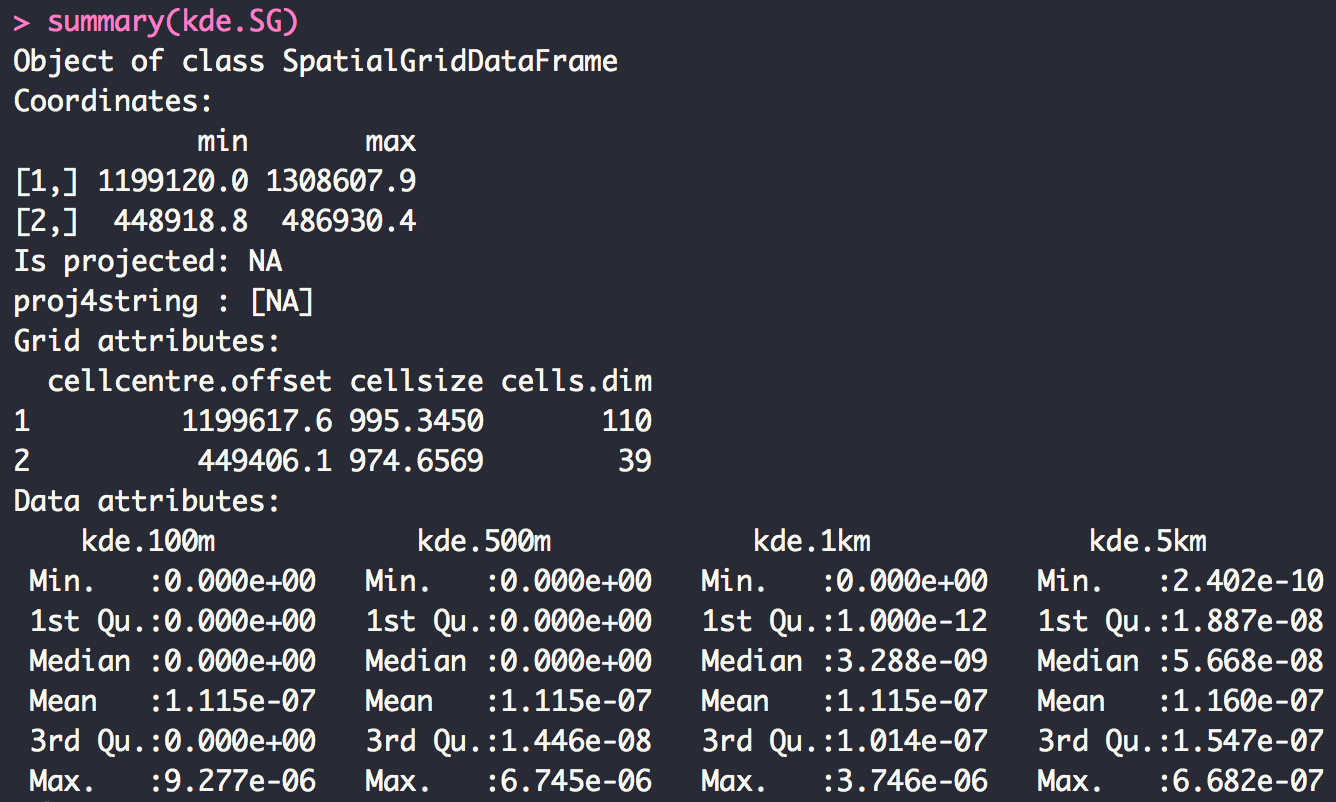 > summary(kde.SG)
Object of class SpatialGridDataFrame
Coordinates:
           min       max
[1,] 1199120.0 1308607.9
[2,]  448918.8  486930.4
Is projected: NA
proj4string : [NA]
Grid attributes:
  cellcentre.offset cellsize cells.dim
1         1199617.6 995.3450       110
2          449406.1 974.6569        39
Data attributes:
    kde.100m            kde.500m            kde.1km             kde.5km
 Min.   :0.000e+00   Min.   :0.000e+00   Min.   :0.000e+00   Min.   :2.402e-10
 1st Qu.:0.000e+00   1st Qu.:0.000e+00   1st Qu.:1.000e-12   1st Qu.:1.887e-08
 Median :0.000e+00   Median :0.000e+00   Median :3.288e-09   Median :5.668e-08
 Mean   :1.115e-07   Mean   :1.115e-07   Mean   :1.115e-07   Mean   :1.160e-07
 3rd Qu.:0.000e+00   3rd Qu.:1.446e-08   3rd Qu.:1.014e-07   3rd Qu.:1.547e-07
 Max.   :9.277e-06   Max.   :6.745e-06   Max.   :3.746e-06   Max.   :6.682e-07